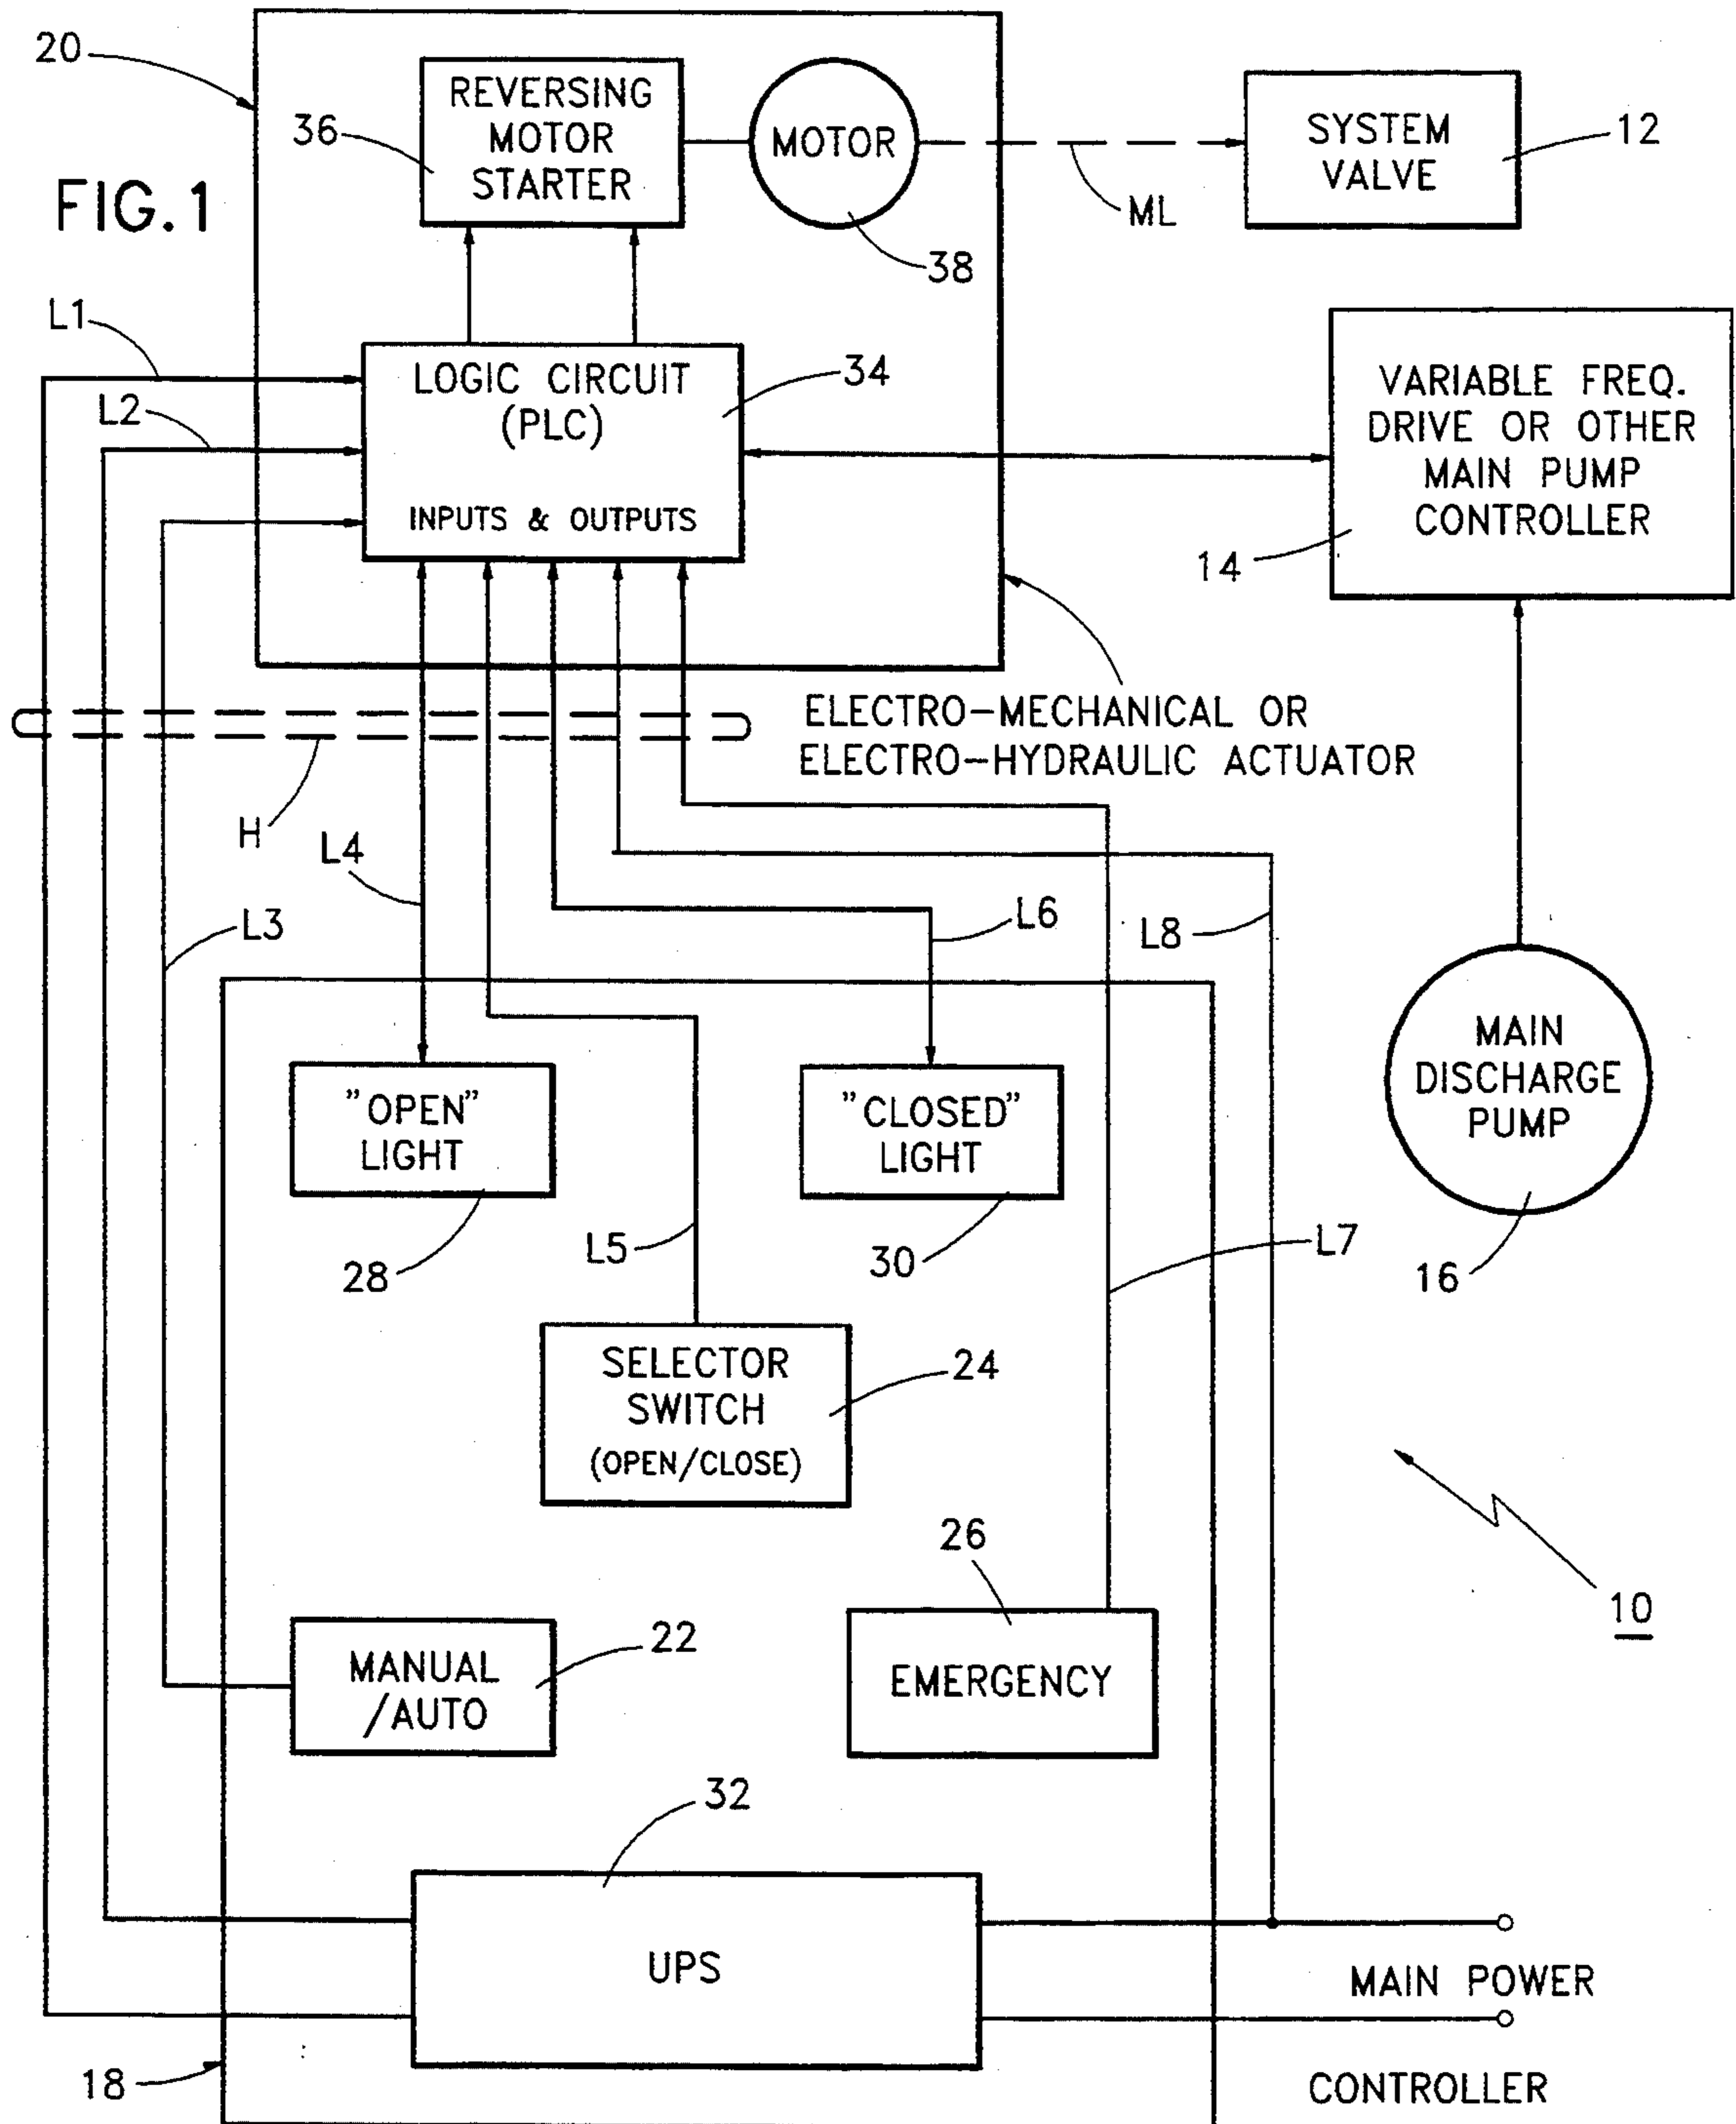 20
REVERSING
MOTOR
STARTER
36
MOTOR
38
ML
SYSTEM
VALVE
12
FIG.1
L1
L2
LOGIC CIRCUIT
(PLC)
INPUTS & OUTPUTS
34
VARIABLE FREQ.
DRIVE OR OTHER
MAIN PUMP
CONTROLLER
14
ELECTRO-MECHANICAL OR
ELECTRO-HYDRAULIC ACTUATOR
H
L4
L3
L6
L8
"OPEN"
LIGHT
28
"CLOSED"
LIGHT
30
MAIN
DISCHARGE
PUMP
16
L5
L7
SELECTOR
SWITCH
(OPEN/CLOSE)
24
26
EMERGENCY
10
MANUAL
/AUTO
22
32
UPS
MAIN POWER
18
CONTROLLER